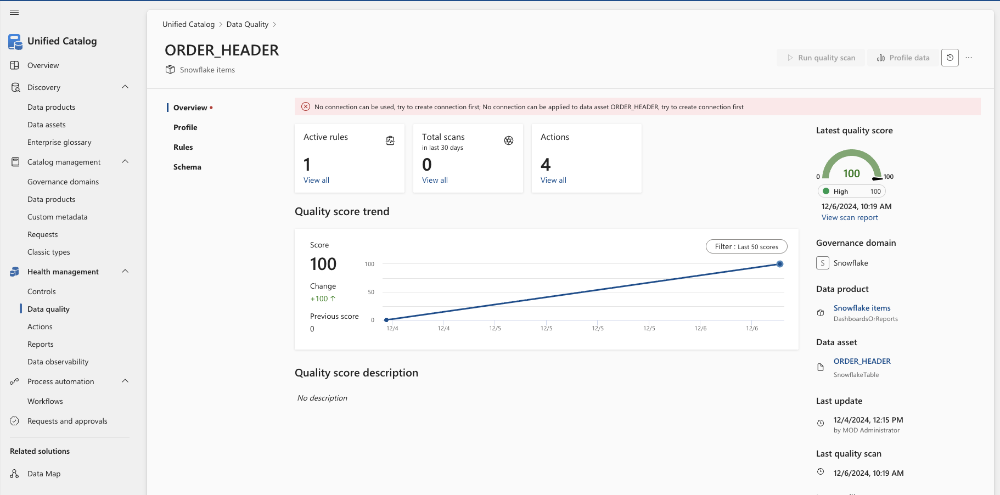 Unified Catalog
Overview
Discovery
Data products
Data assets
Enterprise glossary
Catalog management
Governance domains
Data products
Custom metadata
Requests
Classic types
Health management
Controls
Data quality
Actions
Reports
Data observability
Process automation
Workflows
Requests and approvals
Related solutions
Data Map
Unified Catalog > Data Quality >
ORDER_HEADER
Snowflake items
Run quality scan
Profile data
...
Overview
Profile
Rules
Schema
No connection can be used, try to create connection first; No connection can be applied to data asset ORDER_HEADER, try to create connection first
Active rules
1
View all
Total scans
in last 30 days
0
View all
Actions
4
View all
Quality score trend
Score
100
Change
+100 ↑
Previous score
0
Filter : Last 50 scores
100
50
0
12/4 12/4 12/5 12/5 12/5 12/5 12/6 12/6
Quality score description
No description
Latest quality score
0 100 100
High 100
12/6/2024, 10:19 AM
View scan report
Governance domain
S Snowflake
Data product
Snowflake items
DashboardsOrReports
Data asset
ORDER_HEADER
SnowflakeTable
Last update
12/4/2024, 12:15 PM
by MOD Administrator
Last quality scan
12/6/2024, 10:19 AM